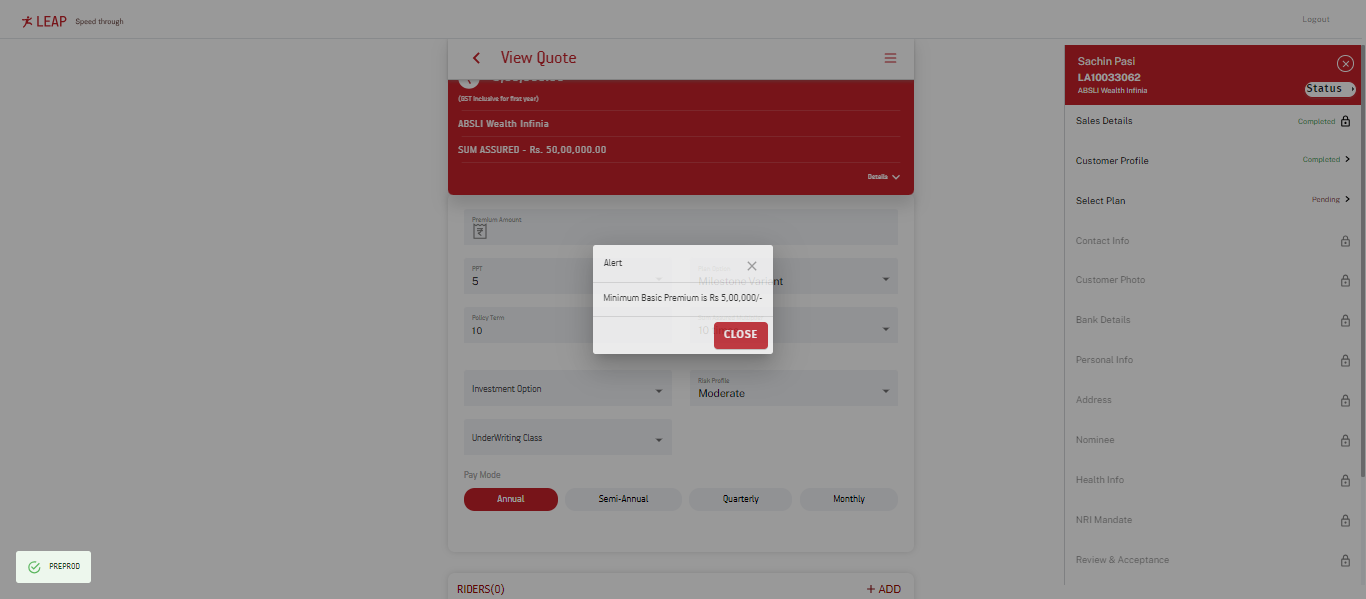 LEAP Speed through
Logout
View Quote
(GST Inclusive for first year)
ABSLI Wealth Infinia
SUM ASSURED - Rs. 50,00,000.00
Details
Premium Amount
PPT
5
Milestone Variant
Policy Term
10
10
Alert
Minimum Basic Premium is Rs 5,00,000/-
CLOSE
Investment Option
Risk Profile
Moderate
UnderWriting Class
Pay Mode
Annual
Semi-Annual
Quarterly
Monthly
RIDERS(0)
+ ADD
PREPROD
Sachin Pasi
LA10033062
ABSLI Wealth Infinia
Status
Sales Details Completed
Customer Profile Completed
Select Plan Pending
Contact Info
Customer Photo
Bank Details
Personal Info
Address
Nominee
Health Info
NRI Mandate
Review & Acceptance